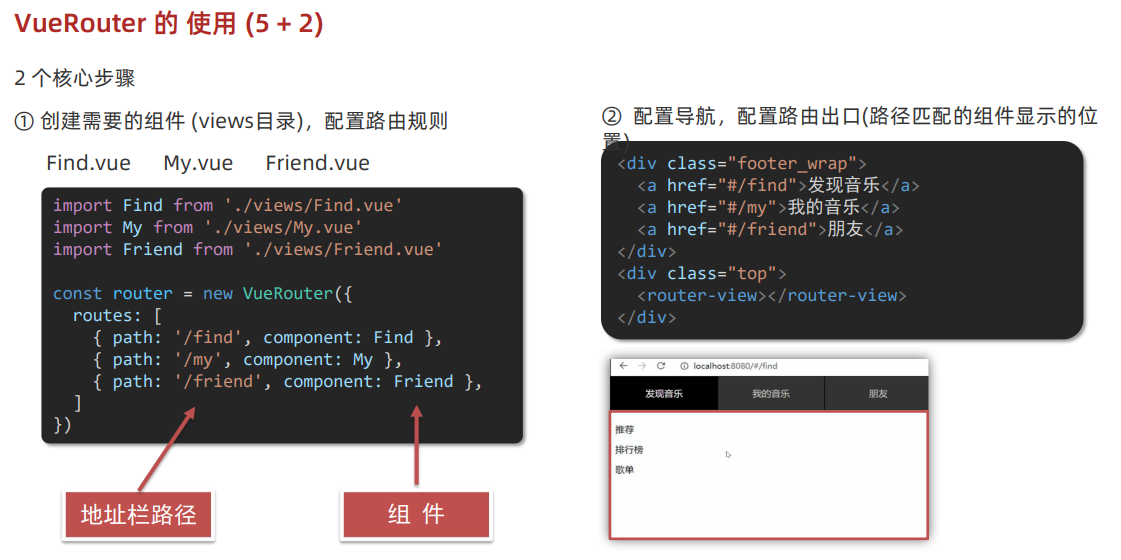 VueRouter 的 使用 (5 + 2)
2 个核心步骤
① 创建需要的组件 (views目录)，配置路由规则
Find.vue My.vue Friend.vue
import Find from './views/Find.vue'
import My from './views/My.vue'
import Friend from './views/Friend.vue'
const router = new VueRouter({
  routes: [
    { path: '/find', component: Find },
    { path: '/my', component: My },
    { path: '/friend', component: Friend },
  ]
})
地址栏路径
组 件
② 配置导航，配置路由出口(路径匹配的组件显示的位
置)
<div class="footer_wrap">
  <a href="#/find">发现音乐</a>
  <a href="#/my">我的音乐</a>
  <a href="#/friend">朋友</a>
</div>
<div class="top">
  <router-view></router-view>
</div>
localhost:8080/#/find
发现音乐 我的音乐 朋友
推荐
排行榜
歌单